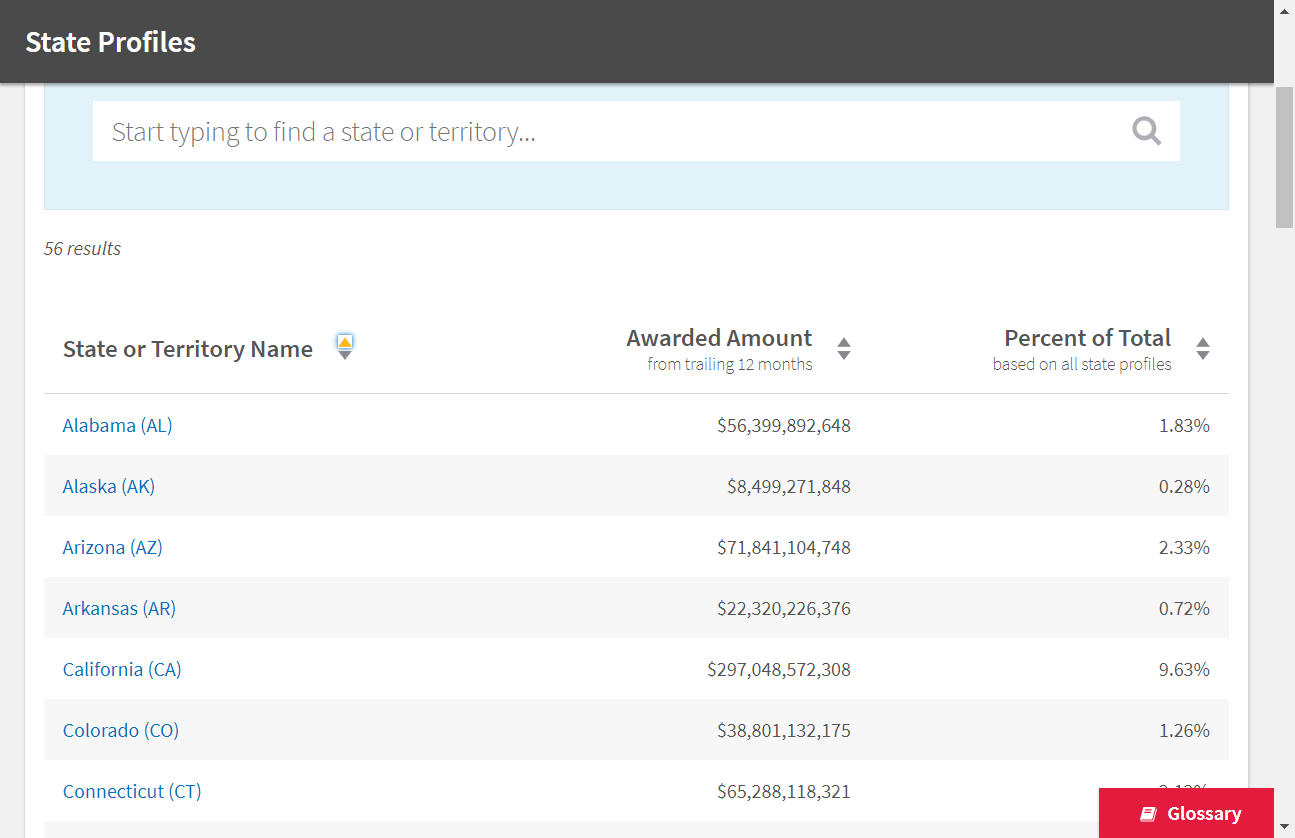 State Profiles
Start typing to find a state or territory...
56 results
State or Territory Name Awarded Amount from trailing 12 months Percent of Total based on all state profiles
Alabama (AL) $56,399,892,648 1.83%
Alaska (AK) $8,499,271,848 0.28%
Arizona (AZ) $71,841,104,748 2.33%
Arkansas (AR) $22,320,226,376 0.72%
California (CA) $297,048,572,308 9.63%
Colorado (CO) $38,801,132,175 1.26%
Connecticut (CT) $65,288,118,321
Glossary